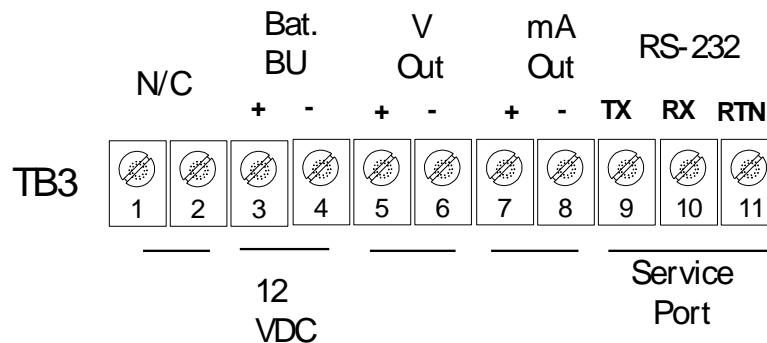 Bat. V mA
BU Out Out RS-232
N/C
+ - + - + - TX RX RTN
TB3
1 2 3 4 5 6 7 8 9 10 11
12 Service
VDC Port